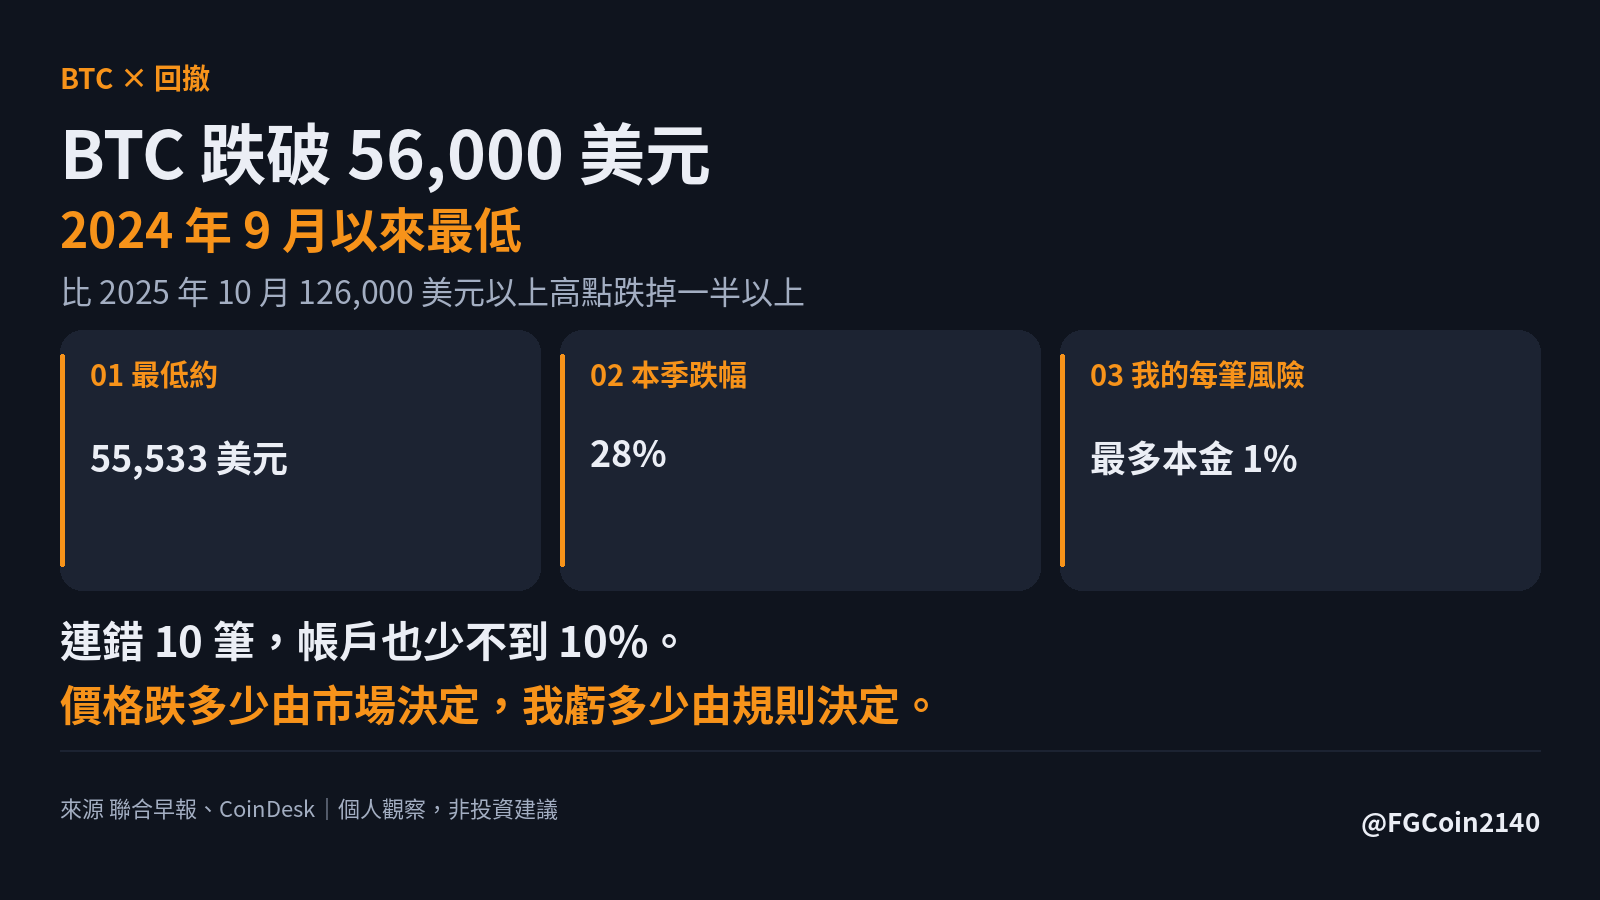 BTC × 回撤
BTC 跌破 56,000 美元
2024 年 9 月以來最低
比 2025 年 10 月 126,000 美元以上高點跌掉一半以上
01 最低約
55,533 美元
02 本季跌幅
28%
03 我的每筆風險
最多本金 1%
連錯 10 筆，帳戶也少不到 10%。
價格跌多少由市場決定，我虧多少由規則決定。
來源 聯合早報、CoinDesk｜個人觀察，非投資建議
@FGCoin2140